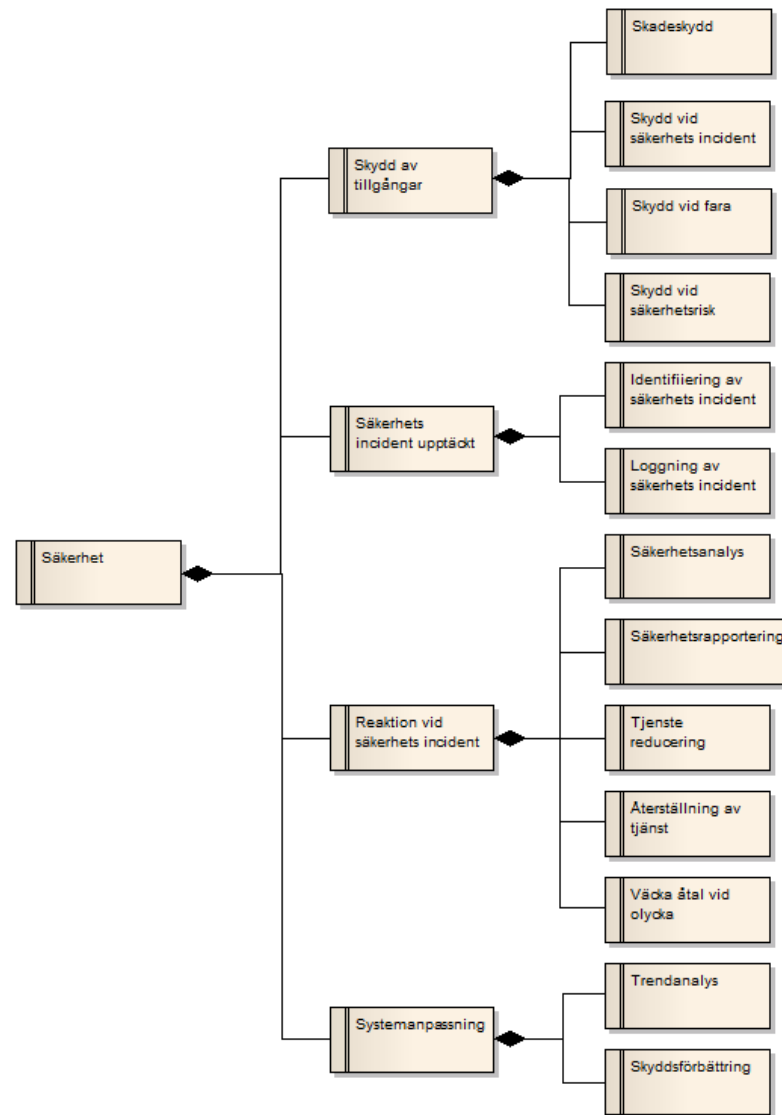 Skadeskydd
Skydd vid
säkerhets incident
Skydd av
tillgångar
Skydd vid fara
Skydd vid
säkerhetsrisk
Identifiiering av
säkerhets incident
Säkerhets
incident upptäckt
Loggning av
säkerhets incident
Säkerhet
Säkerhetsanalys
Säkerhetsrapportering
Reaktion vid
säkerhets incident
Tjenste
reducering
Återställning av
tjänst
Väcka åtal vid
olycka
Trendanalys
Systemanpassning
Skyddsförbättring